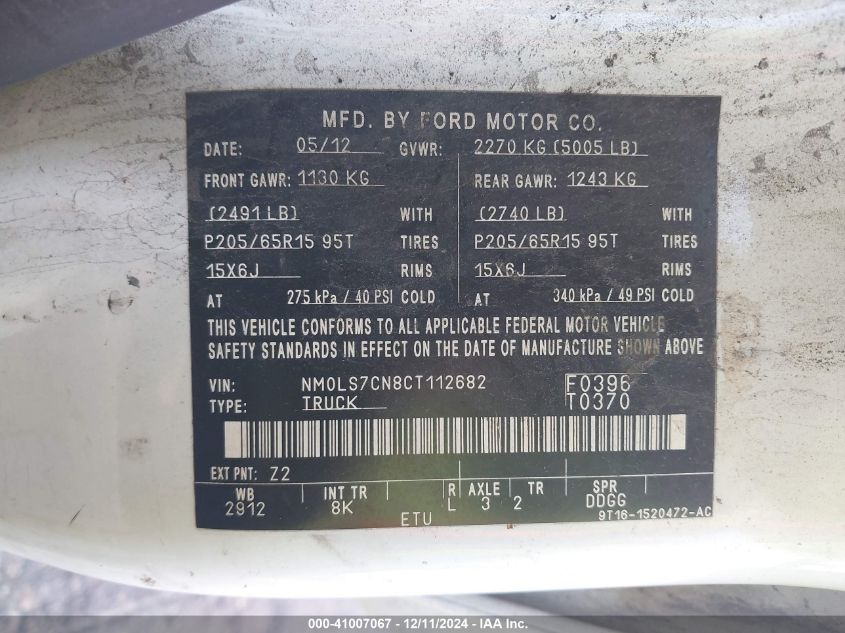 MFD. BY FORD MOTOR CO.
DATE: 05/12 GVWR: 2270 KG (5005 LB)
FRONT GAWR: 1130 KG REAR GAWR: 1243 KG
(2491 LB) WITH (2740 LB) WITH
P205/65R15 95T TIRES P205/65R15 95T TIRES
15X6J RIMS 15X6J RIMS
AT 275 kPa / 40 PSI COLD AT 340 kPa / 49 PSI COLD
THIS VEHICLE CONFORMS TO ALL APPLICABLE FEDERAL MOTOR VEHICLE
SAFETY STANDARDS IN EFFECT ON THE DATE OF MANUFACTURE SHOWN ABOVE
VIN: NM0LS7CN8CT112682 F0396
TYPE: TRUCK T0370
EXT PNT: Z2
WB INT TR R AXLE TR SPR
2912 8K L 3 2 DDGG
ETU 9T16-1520472-AC
000-41007067 - 12/11/2024 - IAA Inc.